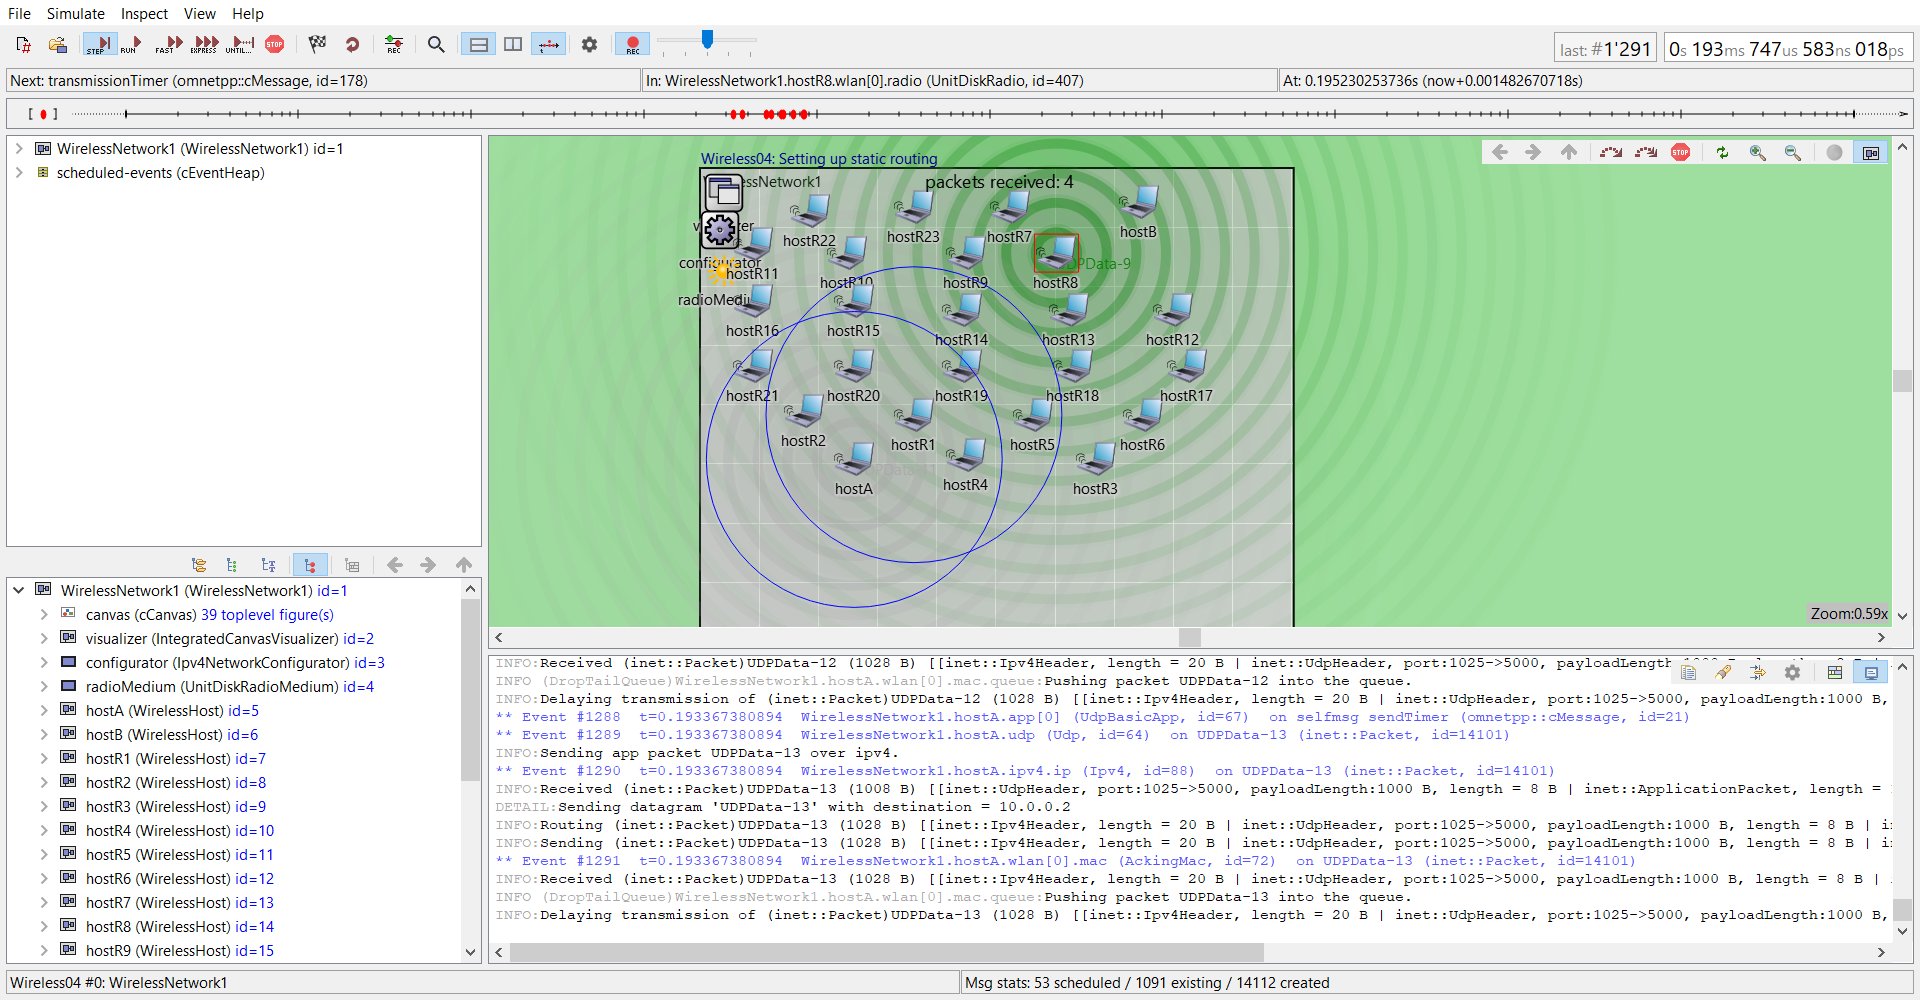 File Simulate Inspect View Help
STEP RUN FAST EXPRESS UNTIL... STOP REC REC
last: #1'291 0s 193ms 747us 583ns 018ps
Next: transmissionTimer (omnetpp::cMessage, id=178) In: WirelessNetwork1.hostR8.wlan[0].radio (UnitDiskRadio, id=407) At: 0.195230253736s (now+0.001482670718s)
WirelessNetwork1 (WirelessNetwork1) id=1
scheduled-events (cEventHeap)
WirelessNetwork1 (WirelessNetwork1) id=1
canvas (cCanvas) 39 toplevel figure(s)
visualizer (IntegratedCanvasVisualizer) id=2
configurator (Ipv4NetworkConfigurator) id=3
radioMedium (UnitDiskRadioMedium) id=4
hostA (WirelessHost) id=5
hostB (WirelessHost) id=6
hostR1 (WirelessHost) id=7
hostR2 (WirelessHost) id=8
hostR3 (WirelessHost) id=9
hostR4 (WirelessHost) id=10
hostR5 (WirelessHost) id=11
hostR6 (WirelessHost) id=12
hostR7 (WirelessHost) id=13
hostR8 (WirelessHost) id=14
hostR9 (WirelessHost) id=15
Wireless04: Setting up static routing
STOP
packets received: 4
hostR22 hostR23 hostR7 hostB
configurator
hostR11 hostR10 hostR9 hostR8
hostR16 hostR15 hostR14 hostR13 hostR12
hostR21 hostR20 hostR19 hostR18 hostR17
hostR2 hostR1 hostR5 hostR6
hostA hostR4 hostR3
Zoom:0.59x
INFO:Received (inet::Packet)UDPData-12 (1028 B) [[inet::Ipv4Header, length = 20 B | inet::UdpHeader, port:1025->5000,
INFO (DropTailQueue)WirelessNetwork1.hostA.wlan[0].mac.queue:Pushing packet UDPData-12 into the queue.
INFO:Delaying transmission of (inet::Packet)UDPData-12 (1028 B) [[inet::Ipv4Header, length = 20 B | inet::UdpHeader, port:1025->5000, payloadLength:1000 B,
** Event #1288 t=0.193367380894 WirelessNetwork1.hostA.app[0] (UdpBasicApp, id=67) on selfmsg sendTimer (omnetpp::cMessage, id=21)
** Event #1289 t=0.193367380894 WirelessNetwork1.hostA.udp (Udp, id=64) on UDPData-13 (inet::Packet, id=14101)
INFO:Sending app packet UDPData-13 over ipv4.
** Event #1290 t=0.193367380894 WirelessNetwork1.hostA.ipv4.ip (Ipv4, id=88) on UDPData-13 (inet::Packet, id=14101)
INFO:Received (inet::Packet)UDPData-13 (1008 B) [[inet::UdpHeader, port:1025->5000, payloadLength:1000 B, length = 8 B | inet::ApplicationPacket, length =
DETAIL:Sending datagram 'UDPData-13' with destination = 10.0.0.2
INFO:Routing (inet::Packet)UDPData-13 (1028 B) [[inet::Ipv4Header, length = 20 B | inet::UdpHeader, port:1025->5000, payloadLength:1000 B, length = 8 B |
INFO:Sending (inet::Packet)UDPData-13 (1028 B) [[inet::Ipv4Header, length = 20 B | inet::UdpHeader, port:1025->5000, payloadLength:1000 B, length = 8 B |
** Event #1291 t=0.193367380894 WirelessNetwork1.hostA.wlan[0].mac (AckingMac, id=72) on UDPData-13 (inet::Packet, id=14101)
INFO:Received (inet::Packet)UDPData-13 (1028 B) [[inet::Ipv4Header, length = 20 B | inet::UdpHeader, port:1025->5000, payloadLength:1000 B, length = 8 B |
INFO (DropTailQueue)WirelessNetwork1.hostA.wlan[0].mac.queue:Pushing packet UDPData-13 into the queue.
INFO:Delaying transmission of (inet::Packet)UDPData-13 (1028 B) [[inet::Ipv4Header, length = 20 B | inet::UdpHeader, port:1025->5000, payloadLength:1000 B,
Wireless04 #0: WirelessNetwork1 Msg stats: 53 scheduled / 1091 existing / 14112 created